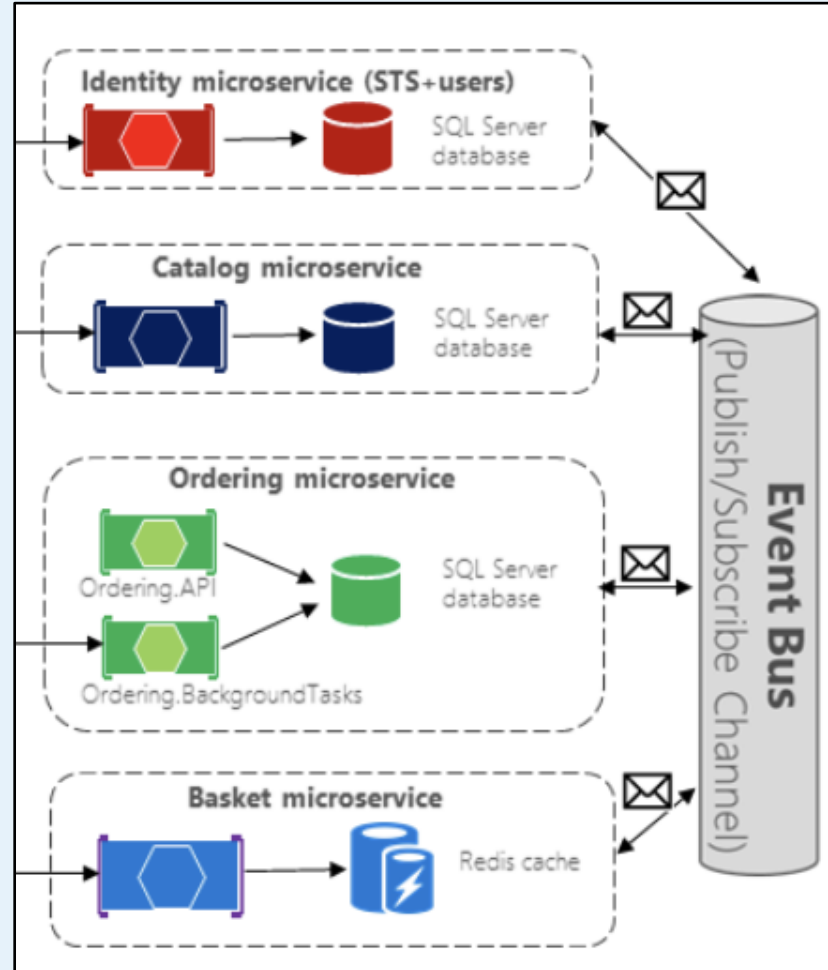 Identity microservice (STS+users)
SQL Server
database
Catalog microservice
SQL Server
database
Ordering microservice
Ordering.API
SQL Server
database
Ordering.BackgroundTasks
Basket microservice
Redis cache
Event Bus
(Publish/Subscribe Channel)